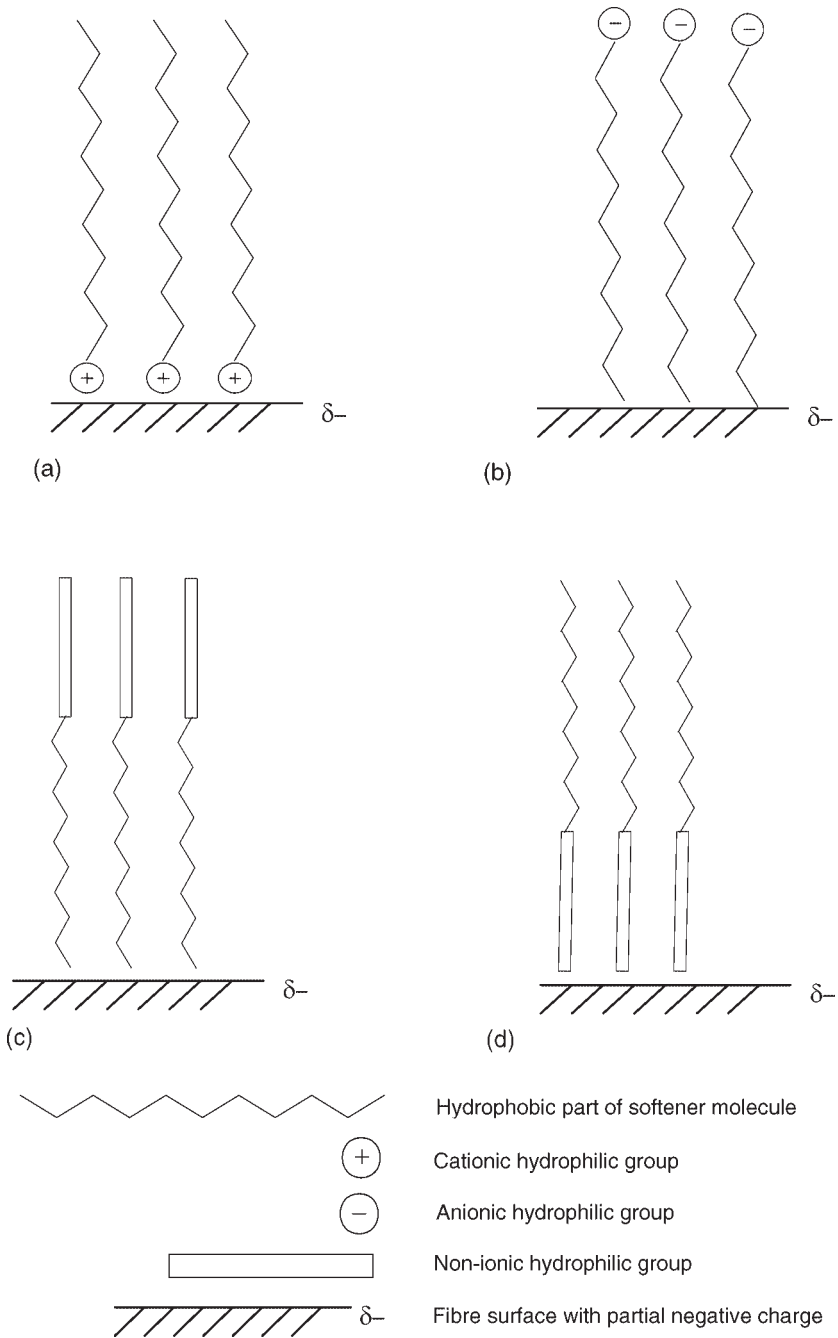 + + +
δ–
(a)
– – –
δ–
(b)
δ–
(c)
δ–
(d)
Hydrophobic part of softener molecule
+ Cationic hydrophilic group
– Anionic hydrophilic group
Non-ionic hydrophilic group
δ– Fibre surface with partial negative charge